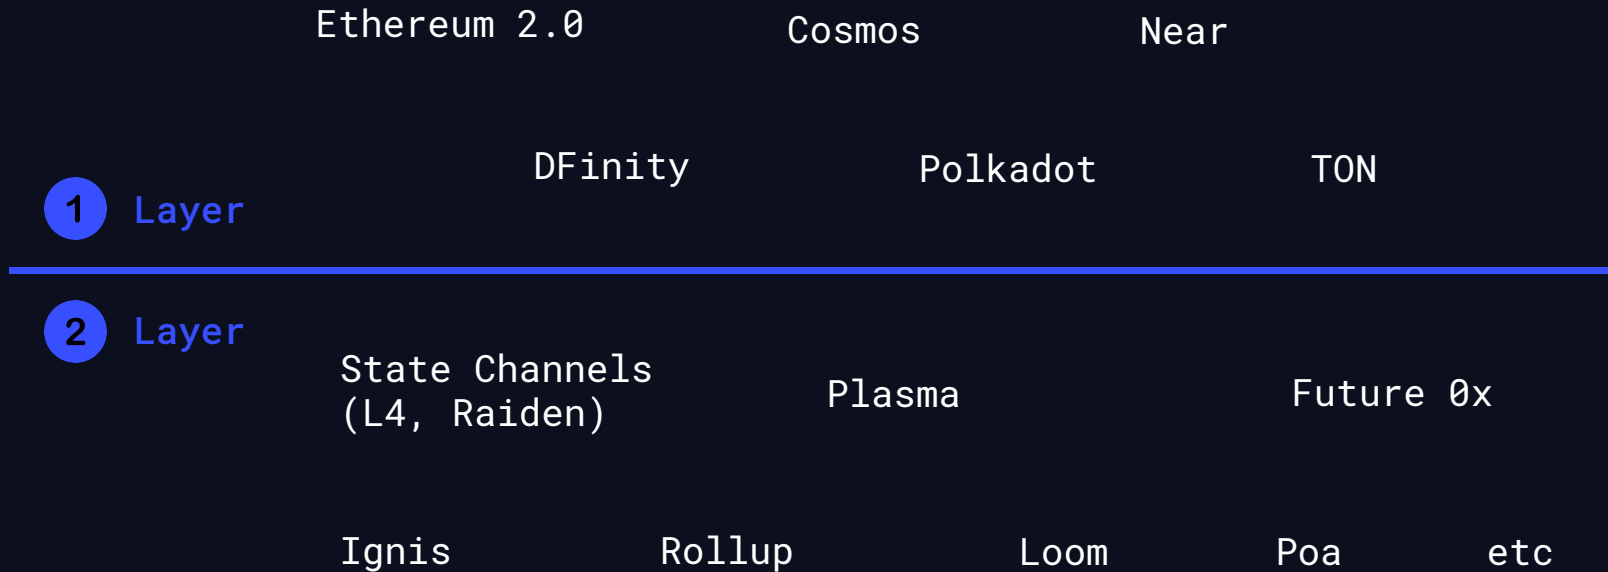 Ethereum 2.0 Cosmos Near
DFinity Polkadot TON
1 Layer
2 Layer
State Channels
(L4, Raiden)
Plasma
Future 0x
Ignis Rollup Loom Poa etc